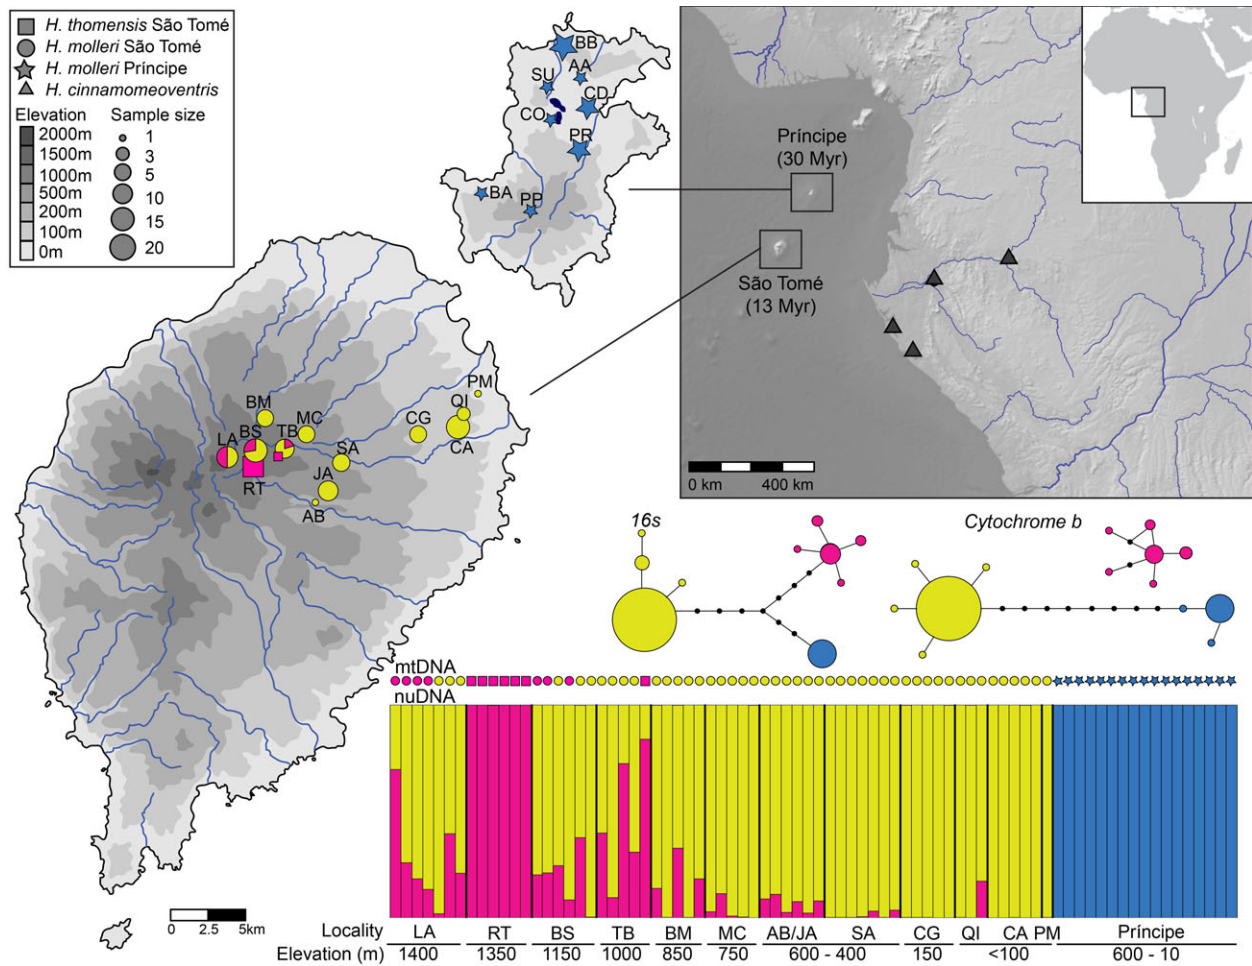 H. thomensis São Tomé
H. molleri São Tomé
H. molleri Príncipe
H. cinnamomeoventris
Elevation
Sample size
2000m
1500m
1000m
500m
200m
100m
0m
1
3
5
10
15
20
BB
AA
SU
CD
CO
PR
BA
PP
Príncipe
(30 Myr)
São Tomé
(13 Myr)
0 km 400 km
PM
QI
BM
MC
CG
BS
TB
LA
CA
SA
JA
RT
AB
0 2.5 5km
16s
Cytochrome b
mtDNA
nuDNA
Locality LA RT BS TB BM MC AB/JA SA CG QI CA PM Príncipe
Elevation (m) 1400 1350 1150 1000 850 750 600 - 400 150 <100 600 - 10